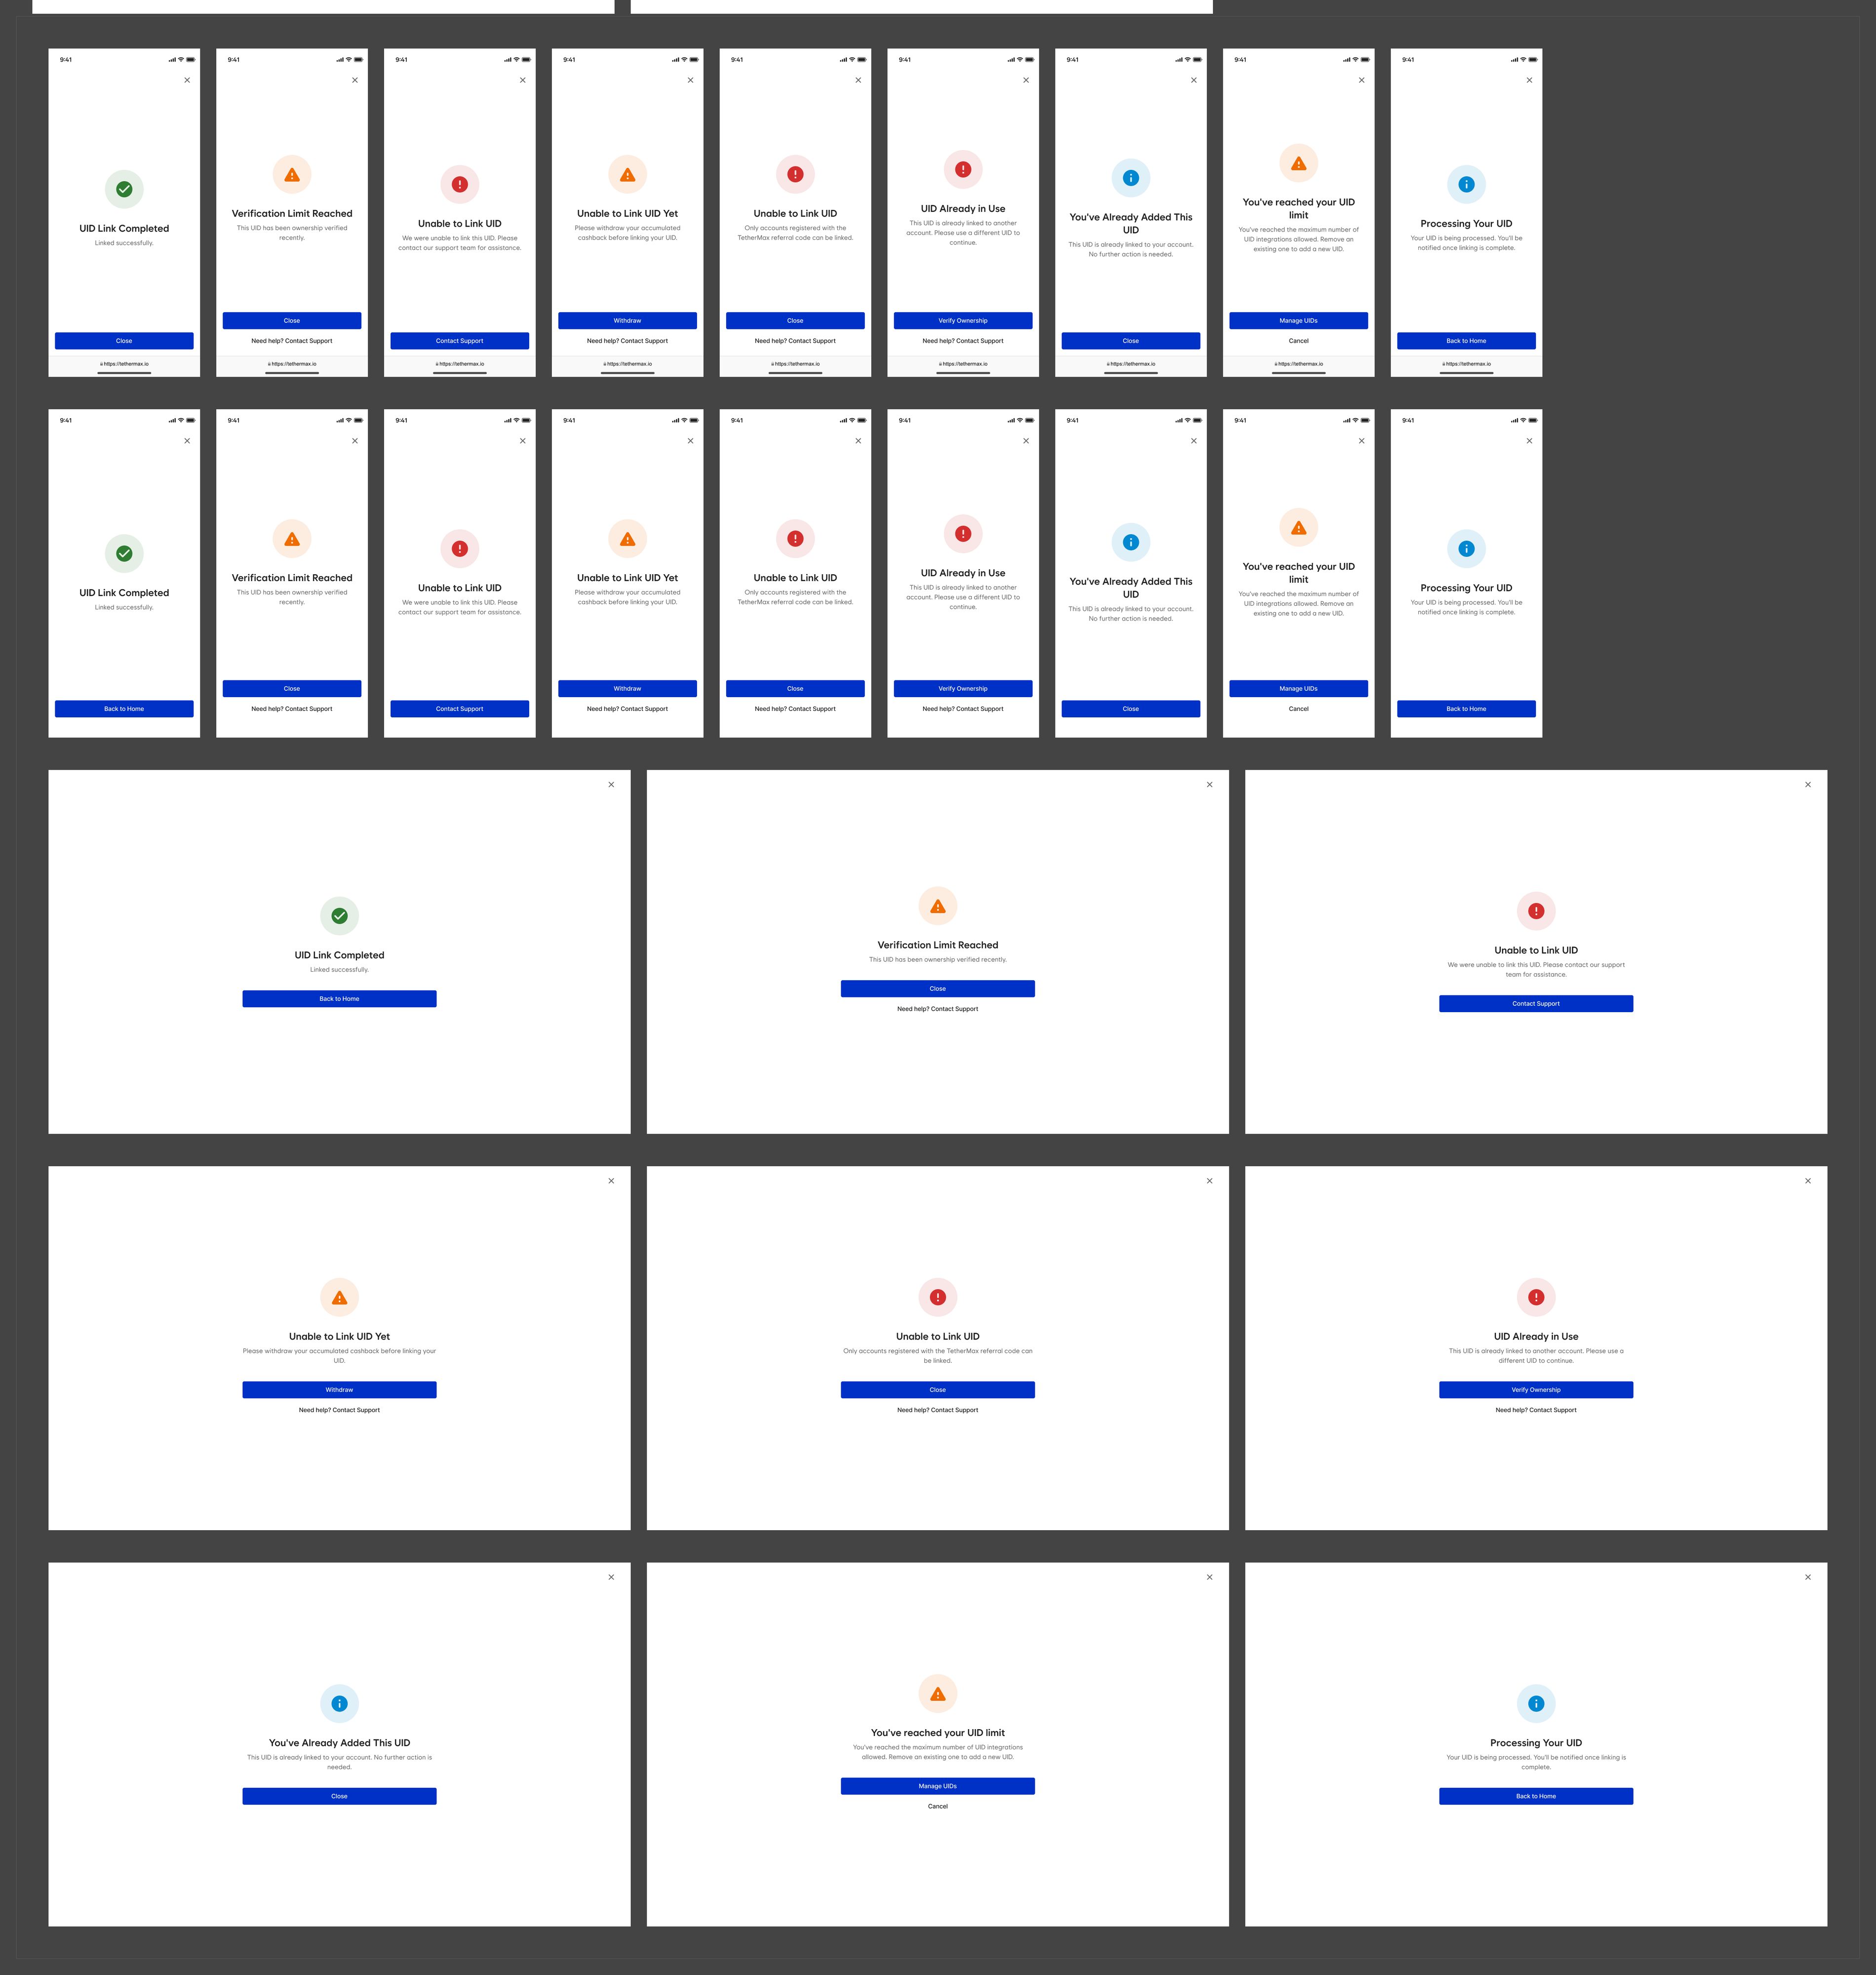 9:41
UID Link Completed
Linked successfully.
Close
https://tethermax.io
9:41
Verification Limit Reached
This UID has been ownership verified
recently.
Close
Need help? Contact Support
https://tethermax.io
9:41
Unable to Link UID
We were unable to link this UID. Please
contact our support team for assistance.
Contact Support
https://tethermax.io
9:41
Unable to Link UID Yet
Please withdraw your accumulated
cashback before linking your UID.
Withdraw
Need help? Contact Support
https://tethermax.io
9:41
Unable to Link UID
Only accounts registered with the
TetherMax referral code can be linked.
Close
Need help? Contact Support
https://tethermax.io
9:41
UID Already in Use
This UID is already linked to another
account. Please use a different UID to
continue.
Verify Ownership
Need help? Contact Support
https://tethermax.io
9:41
You've Already Added This
UID
This UID is already linked to your account.
No further action is needed.
Close
https://tethermax.io
9:41
You've reached your UID
limit
You've reached the maximum number of
UID integrations allowed. Remove an
existing one to add a new UID.
Manage UIDs
Cancel
https://tethermax.io
9:41
Processing Your UID
Your UID is being processed. You'll be
notified once linking is complete.
Back to Home
https://tethermax.io
9:41
UID Link Completed
Linked successfully.
Back to Home
9:41
Verification Limit Reached
This UID has been ownership verified
recently.
Close
Need help? Contact Support
9:41
Unable to Link UID
We were unable to link this UID. Please
contact our support team for assistance.
Contact Support
9:41
Unable to Link UID Yet
Please withdraw your accumulated
cashback before linking your UID.
Withdraw
Need help? Contact Support
9:41
Unable to Link UID
Only accounts registered with the
TetherMax referral code can be linked.
Close
Need help? Contact Support
9:41
UID Already in Use
This UID is already linked to another
account. Please use a different UID to
continue.
Verify Ownership
Need help? Contact Support
9:41
You've Already Added This
UID
This UID is already linked to your account.
No further action is needed.
Close
9:41
You've reached your UID
limit
You've reached the maximum number of
UID integrations allowed. Remove an
existing one to add a new UID.
Manage UIDs
Cancel
9:41
Processing Your UID
Your UID is being processed. You'll be
notified once linking is complete.
Back to Home
UID Link Completed
Linked successfully.
Back to Home
Verification Limit Reached
This UID has been ownership verified recently.
Close
Need help? Contact Support
Unable to Link UID
We were unable to link this UID. Please contact our support
team for assistance.
Contact Support
Unable to Link UID Yet
Please withdraw your accumulated cashback before linking your
UID.
Withdraw
Need help? Contact Support
Unable to Link UID
Only accounts registered with the TetherMax referral code can
be linked.
Close
Need help? Contact Support
UID Already in Use
This UID is already linked to another account. Please use a
different UID to continue.
Verify Ownership
Need help? Contact Support
You've Already Added This UID
This UID is already linked to your account. No further action is
needed.
Close
You've reached your UID limit
You've reached the maximum number of UID integrations
allowed. Remove an existing one to add a new UID.
Manage UIDs
Cancel
Processing Your UID
Your UID is being processed. You'll be notified once linking is
complete.
Back to Home